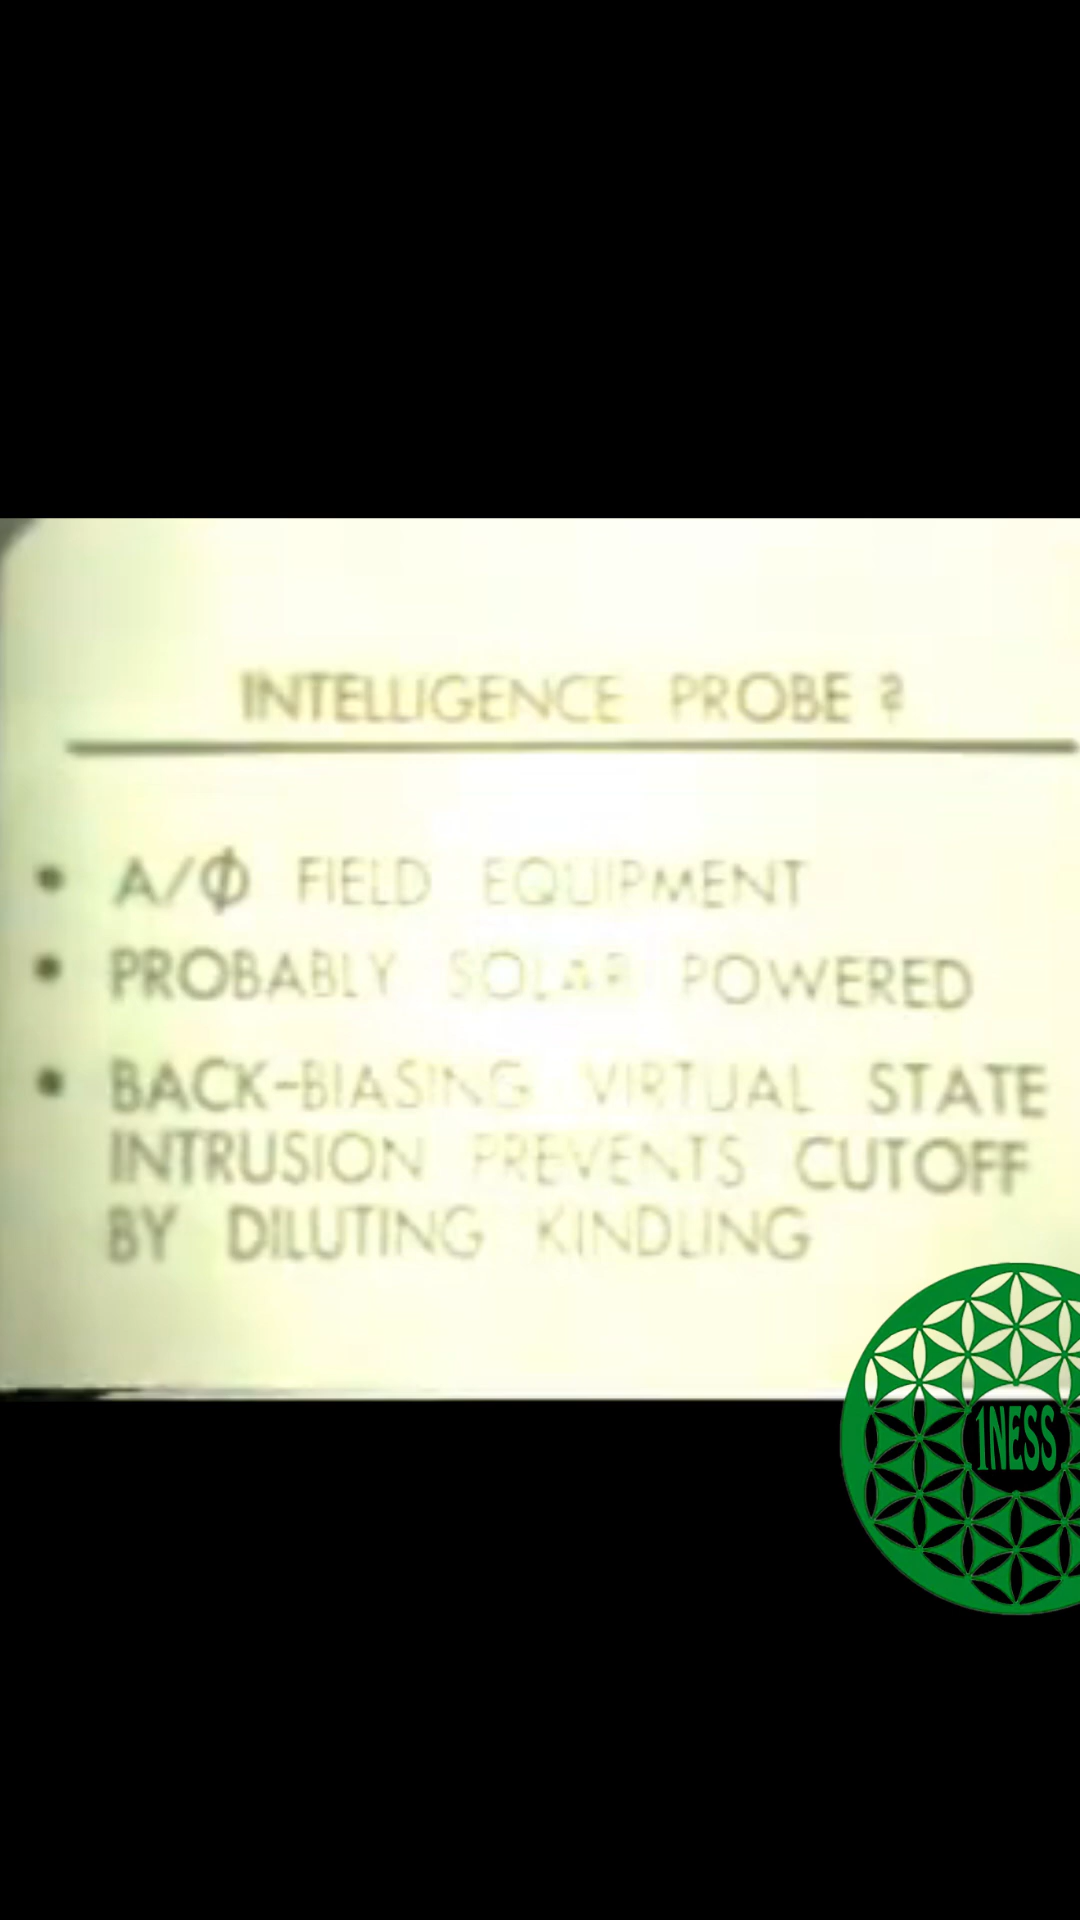 INTELLIGENCE PROBE ?
• A/Φ FIELD EQUIPMENT
• PROBABLY SOLAR POWERED
• BACK-BIASING VIRTUAL STATE
INTRUSION PREVENTS CUTOFF
BY DILUTING KINDLING
1NESS